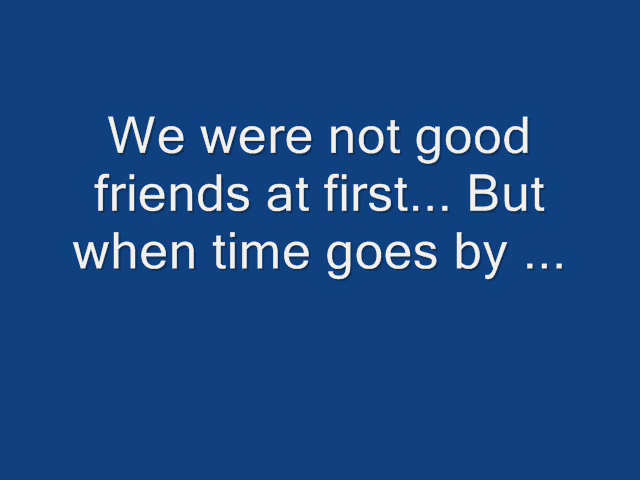 We were not good
friends at first... But
when time goes by ...